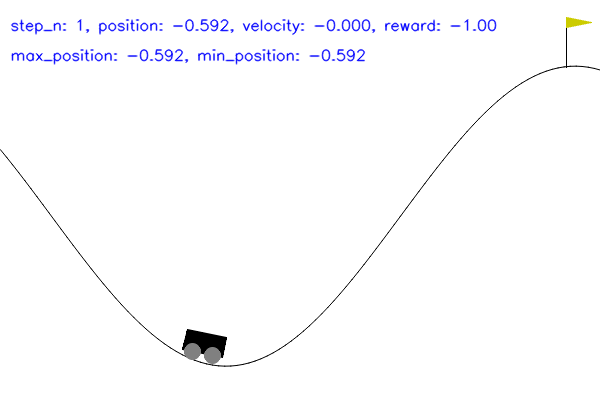 step_n: 1, position: −0.592, velocity: −0.000, reward: −1.00
max_position: −0.592, min_position: −0.592